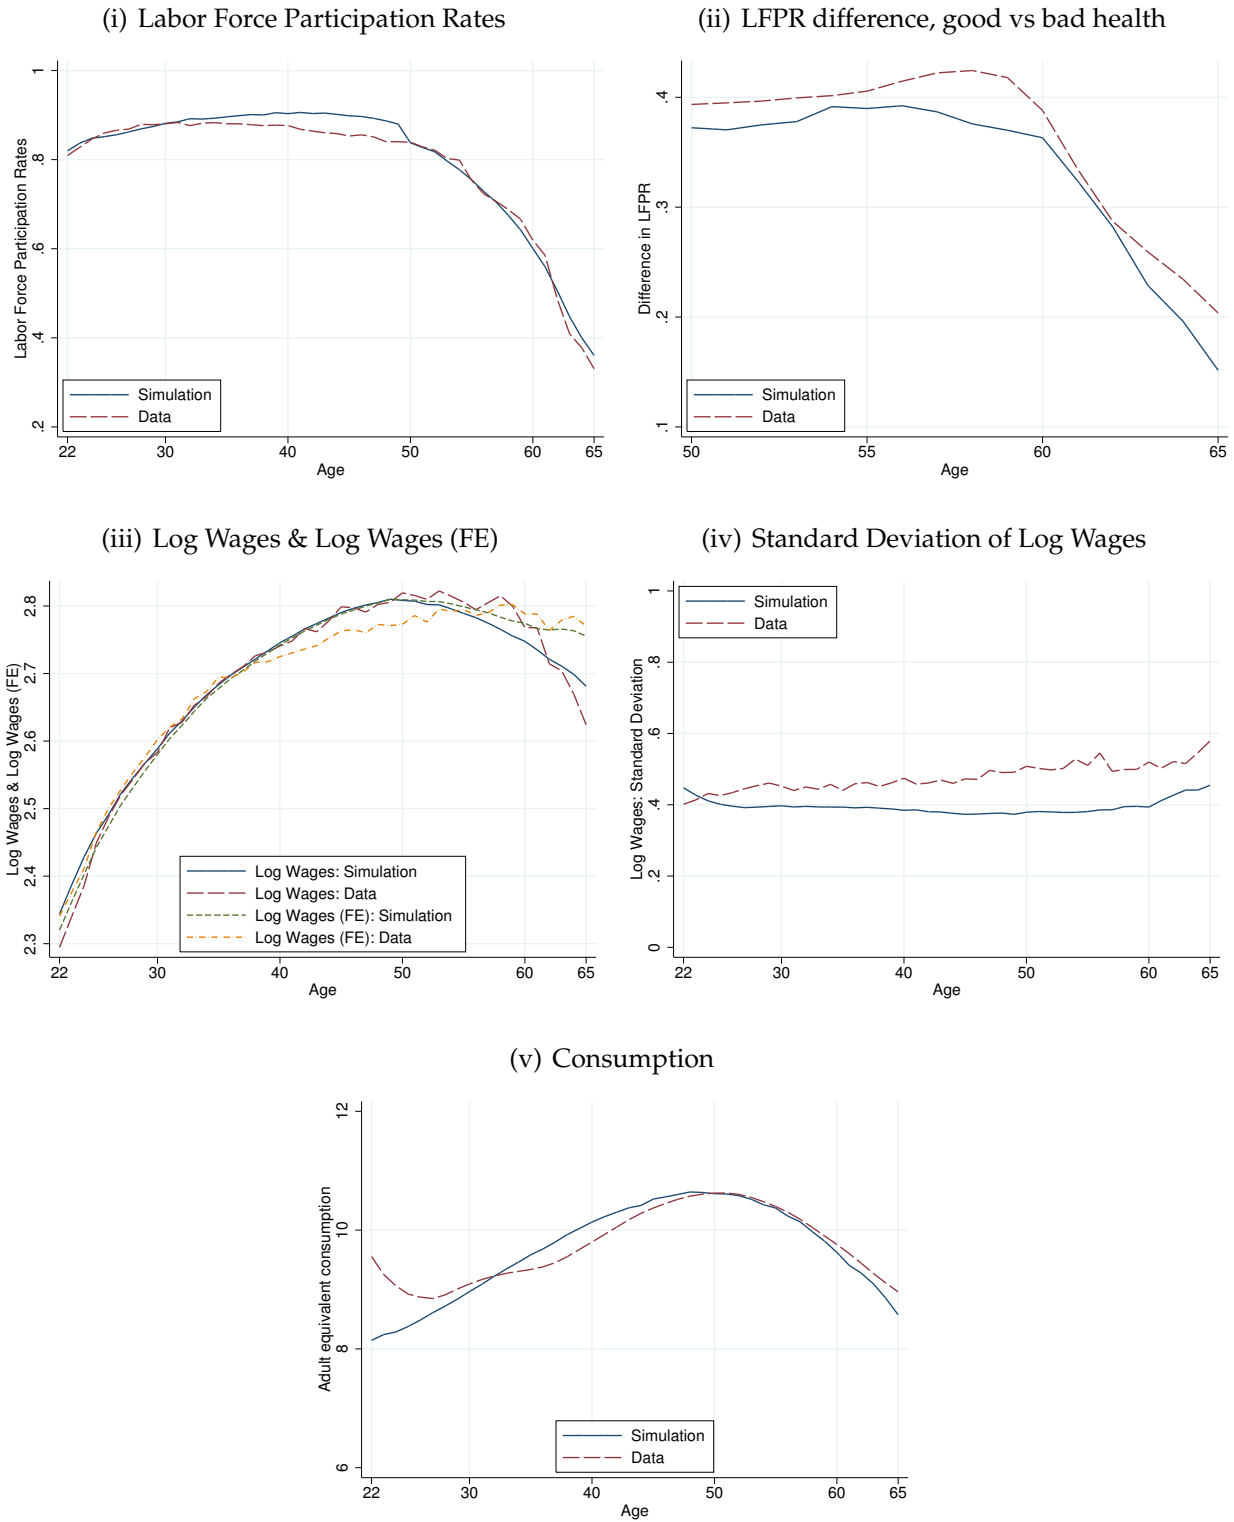 (i) Labor Force Participation Rates
Labor Force Participation Rates
1
.8
.6
.4
.2
Simulation
Data
22 30 40 50 60 65
Age
(ii) LFPR difference, good vs bad health
Difference in LFPR
.4
.3
.2
.1
Simulation
Data
50 55 60 65
Age
(iii) Log Wages & Log Wages (FE)
Log Wages & Log Wages (FE)
2.8
2.7
2.6
2.5
2.4
2.3
Log Wages: Simulation
Log Wages: Data
Log Wages (FE): Simulation
Log Wages (FE): Data
22 30 40 50 60 65
Age
(iv) Standard Deviation of Log Wages
Log Wages: Standard Deviation
1
.8
.6
.4
.2
0
Simulation
Data
22 30 40 50 60 65
Age
(v) Consumption
Adult equivalent consumption
12
10
8
6
Simulation
Data
22 30 40 50 60 65
Age